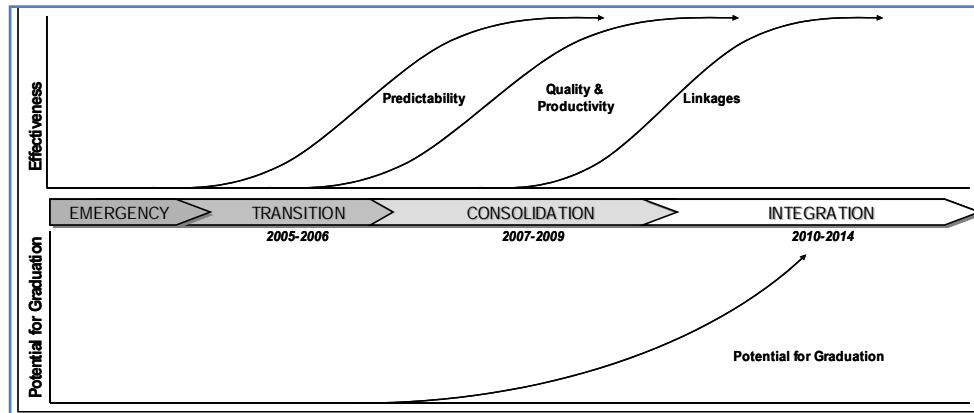 Effectiveness
Predictability
Quality &
Productivity
Linkages
EMERGENCY
TRANSITION
CONSOLIDATION
INTEGRATION
2005-2006
2007-2009
2010-2014
Potential for Graduation
Potential for Graduation